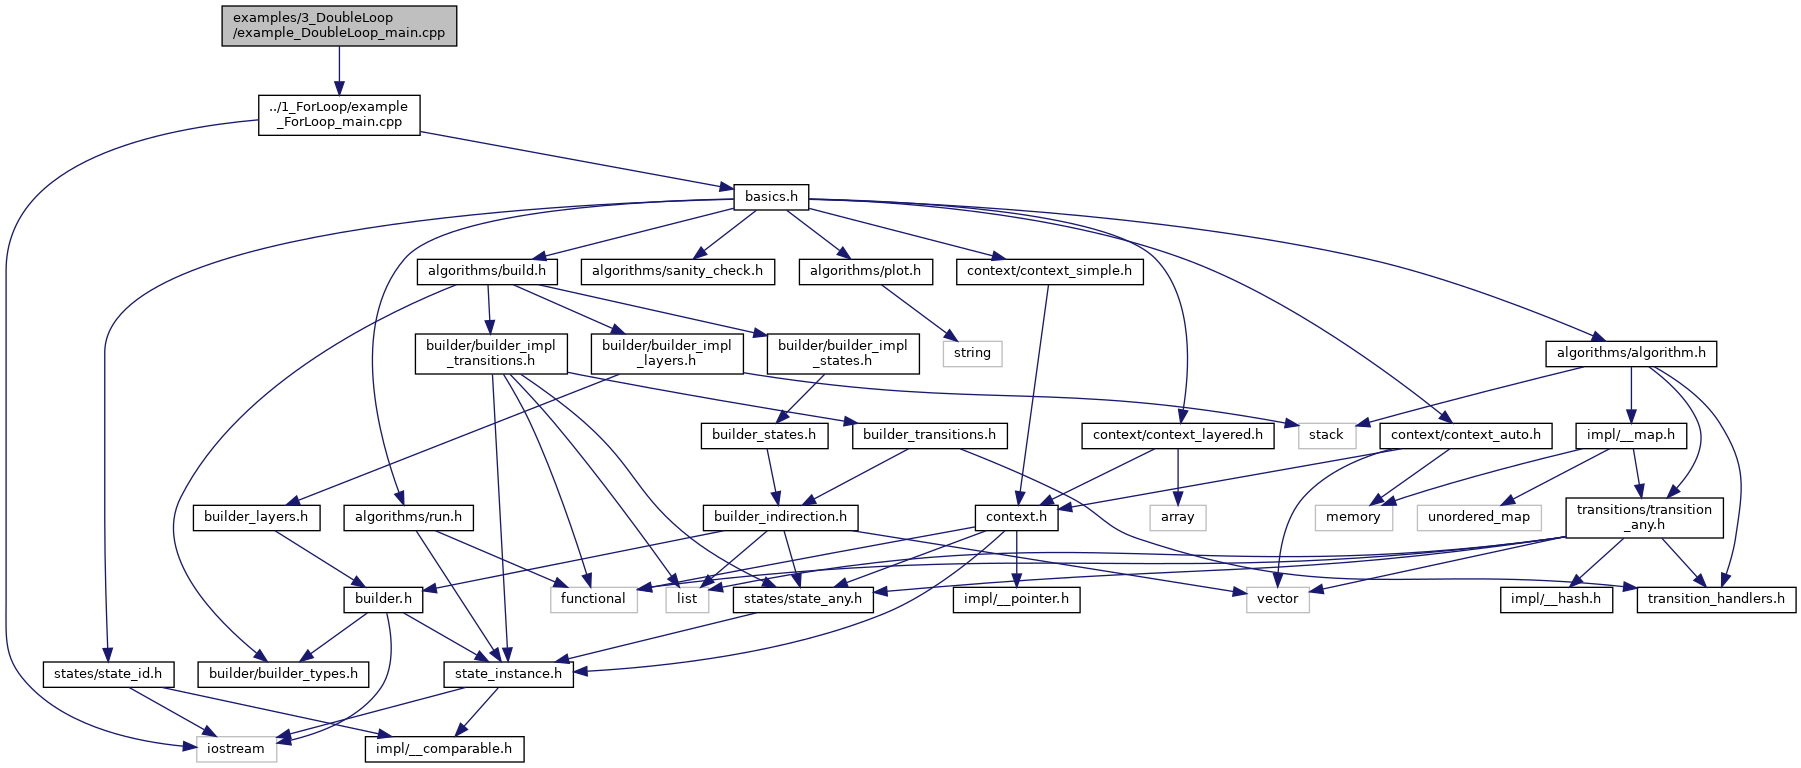 examples/3_DoubleLoop
/example_DoubleLoop_main.cpp
../1_ForLoop/example
_ForLoop_main.cpp
basics.h
algorithms/build.h
algorithms/sanity_check.h
algorithms/plot.h
context/context_simple.h
builder/builder_impl
_transitions.h
builder/builder_impl
_layers.h
builder/builder_impl
_states.h
string
algorithms/algorithm.h
builder_states.h
builder_transitions.h
context/context_layered.h
stack
context/context_auto.h
impl/__map.h
builder_layers.h
algorithms/run.h
builder_indirection.h
context.h
array
memory
unordered_map
transitions/transition
_any.h
builder.h
functional
list
states/state_any.h
impl/__pointer.h
vector
impl/__hash.h
transition_handlers.h
states/state_id.h
builder/builder_types.h
state_instance.h
iostream
impl/__comparable.h